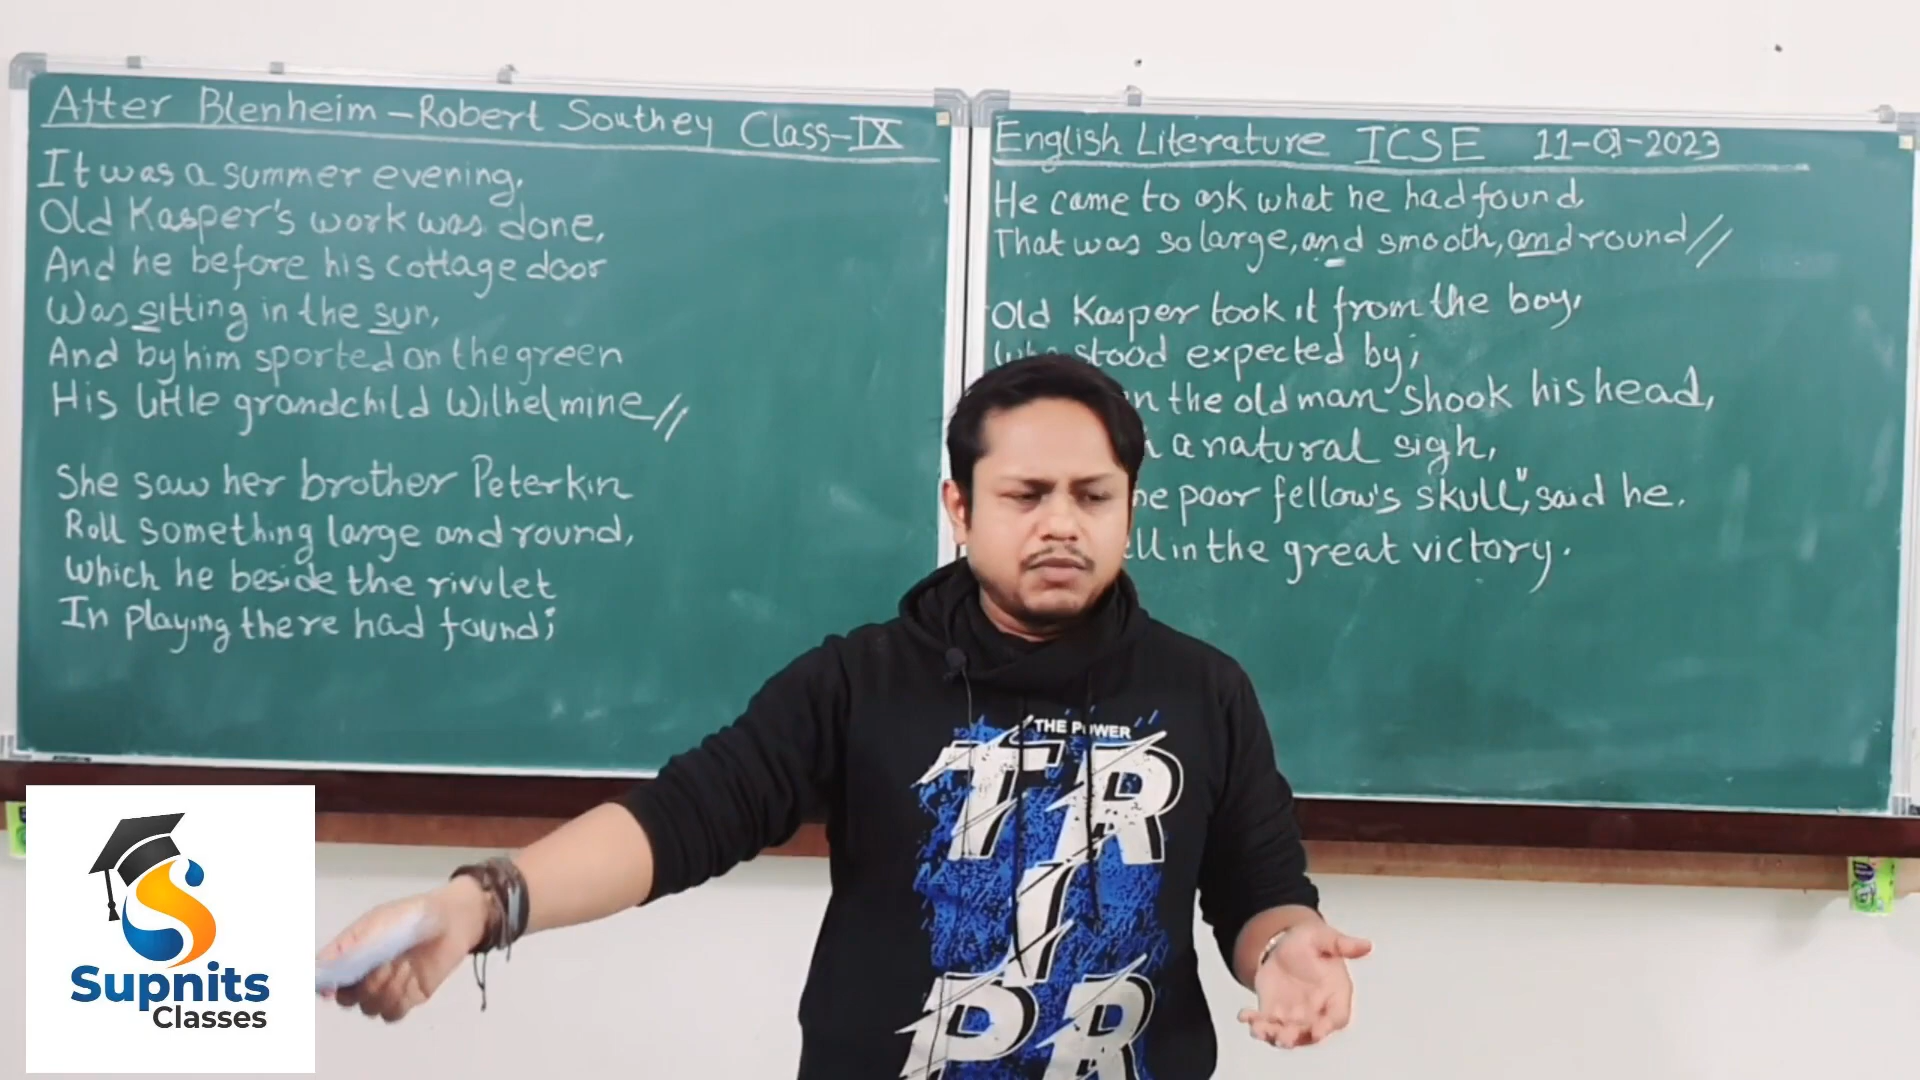 After Blenheim - Robert Southey Class-IX
It was a summer evening,
Old Kasper's work was done,
And he before his cottage door
Was sitting in the sun,
And by him sported on the green
His little grandchild Wilhelmine//
She saw her brother Peterkin
Roll something large and round,
Which he beside the rivulet
In playing there had found;
English Literature ICSE 11-01-2023
He came to ask what he had found,
That was so large, and smooth, and round//
Old Kasper took it from the boy,
stood expected by;
the old man shook his head,
a natural sigh,
poor fellow's skull", said he.
in the great victory.
THE POWER
TR
I
PR
Supnits
Classes